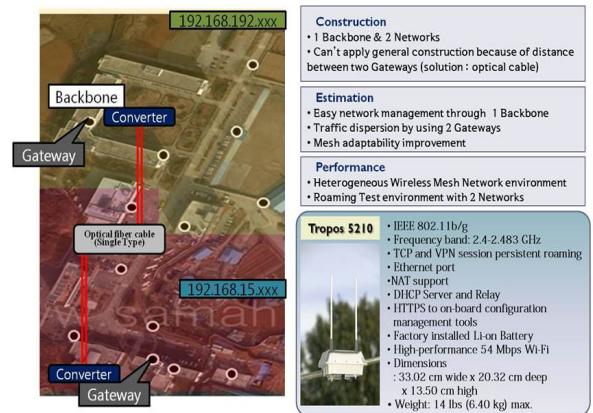 192.168.192.xxx
Backbone
Converter
Gateway
Optical fiber cable
(Single Type)
192.168.15.xxx
samah
Converter
Gateway
Construction
• 1 Backbone & 2 Networks
• Can't apply general construction because of distance
between two Gateways (solution : optical cable)
Estimation
• Easy network management through 1 Backbone
• Traffic dispersion by using 2 Gateways
• Mesh adaptability improvement
Performance
• Heterogeneous Wireless Mesh Network environment
• Roaming Test environment with 2 Networks
Tropos 5210
• IEEE 802.11b/g
• Frequency band: 2.4-2.483 GHz
• TCP and VPN session persistent roaming
• Ethernet port
•NAT support
• DHCP Server and Relay
• HTTPS to on-board configuration
management tools
• Factory installed Li-on Battery
• High-performance 54 Mbps Wi-Fi
• Dimensions
: 33.02 cm wide x 20.32 cm deep
x 13.50 cm high
• Weight: 14 lbs (6.40 kg) max.